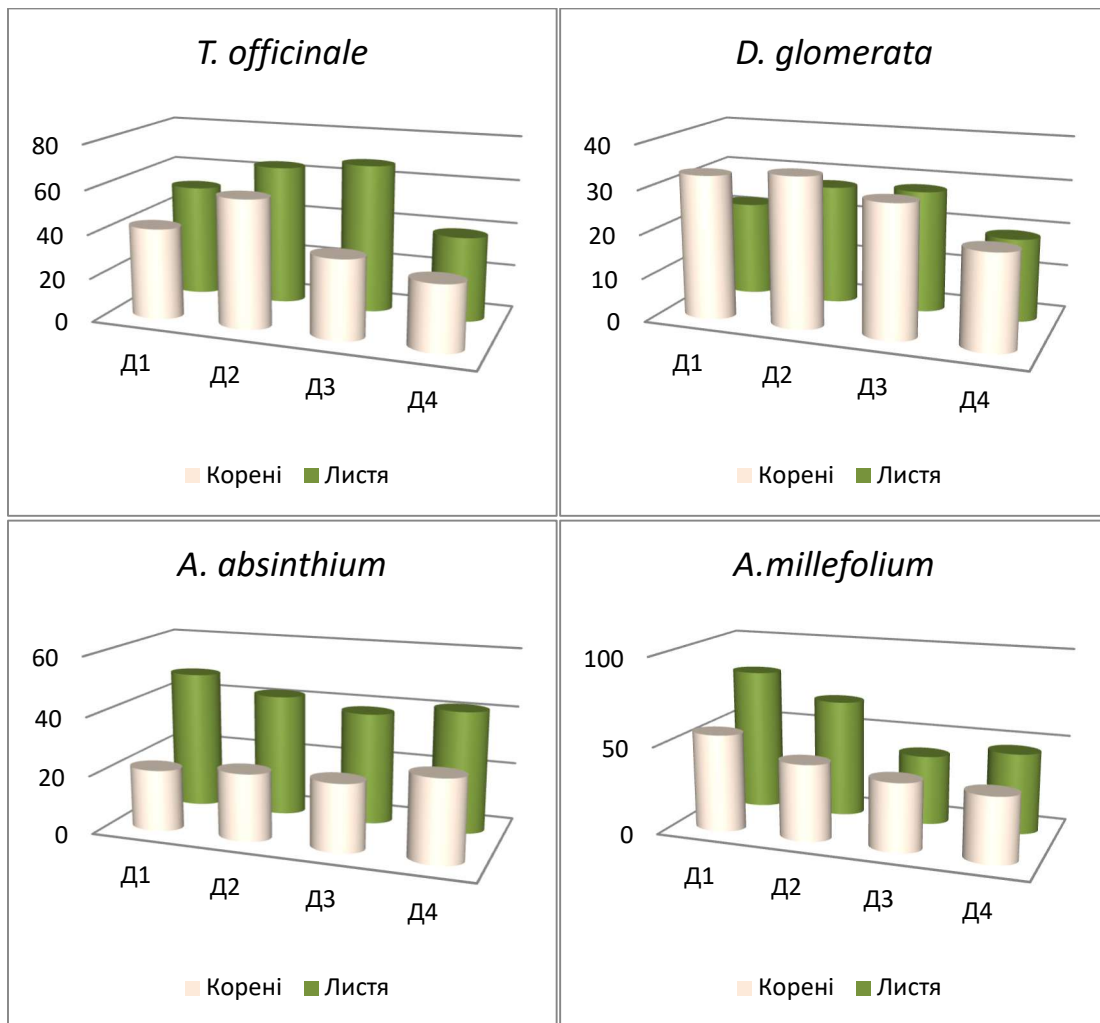 T. officinale
80
60
40
20
0
Д1
Д2
Д3
Д4
Корені Листя
D. glomerata
40
30
20
10
0
Д1
Д2
Д3
Д4
Корені Листя
A. absinthium
60
40
20
0
Д1
Д2
Д3
Д4
Корені Листя
A.millefolium
100
50
0
Д1
Д2
Д3
Д4
Корені Листя